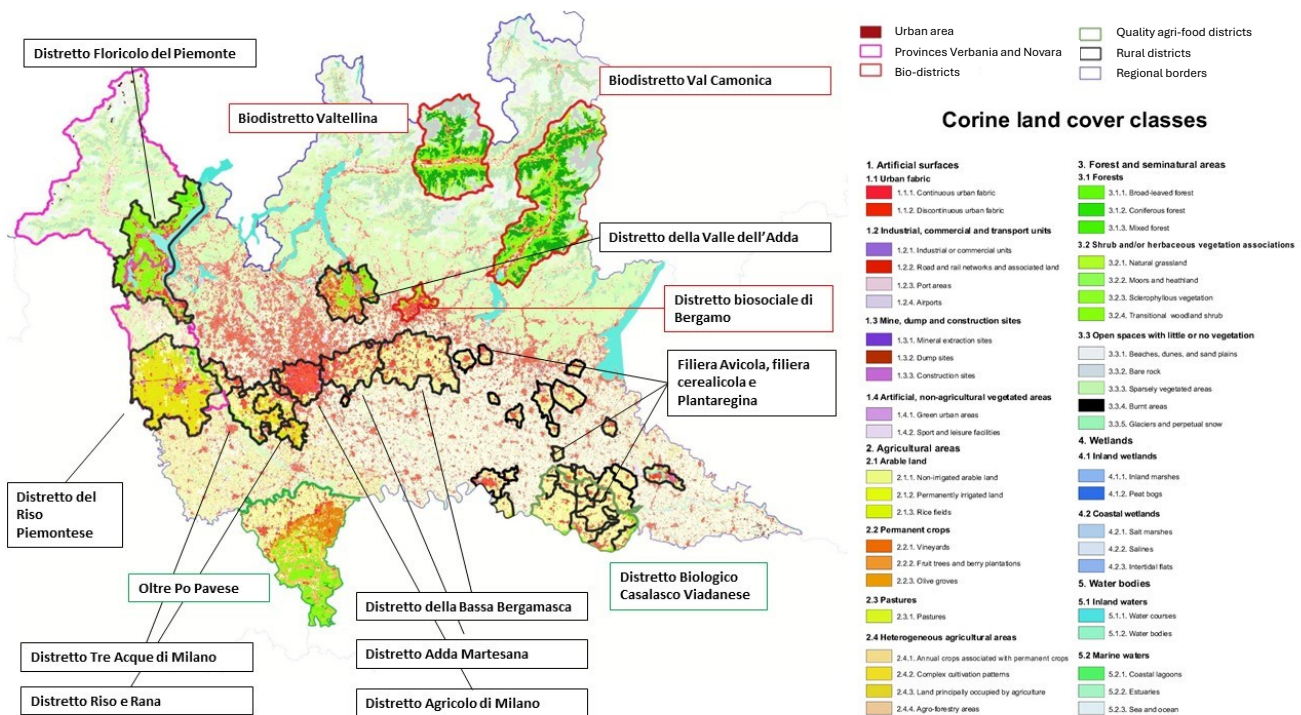 Distretto Floricolo del Piemonte
Biodistretto Valtellina
Biodistretto Val Camonica
Distretto della Valle dell’Adda
Distretto biosociale di
Bergamo
Filiera Avicola, filiera
cerealicola e
Plantaregina
Distretto del
Riso
Piemontese
Oltre Po Pavese
Distretto Biologico
Casalasco Viadanese
Distretto della Bassa Bergamasca
Distretto Tre Acque di Milano
Distretto Adda Martesana
Distretto Riso e Rana
Distretto Agricolo di Milano
Urban area
Provinces Verbania and Novara
Bio-districts
Quality agri-food districts
Rural districts
Regional borders
Corine land cover classes
1. Artificial surfaces
1.1 Urban fabric
1.1.1. Continuous urban fabric
1.1.2. Discontinuous urban fabric
1.2 Industrial, commercial and transport units
1.2.1. Industrial or commercial units
1.2.2. Road and rail networks and associated land
1.2.3. Port areas
1.2.4. Airports
1.3 Mine, dump and construction sites
1.3.1. Mineral extraction sites
1.3.2. Dump sites
1.3.3. Construction sites
1.4 Artificial, non-agricultural vegetated areas
1.4.1. Green urban areas
1.4.2. Sport and leisure facilities
2. Agricultural areas
2.1 Arable land
2.1.1. Non-irrigated arable land
2.1.2. Permanently irrigated land
2.1.3. Rice fields
2.2 Permanent crops
2.2.1. Vineyards
2.2.2. Fruit trees and berry plantations
2.2.3. Olive groves
2.3 Pastures
2.3.1. Pastures
2.4 Heterogeneous agricultural areas
2.4.1. Annual crops associated with permanent crops
2.4.2. Complex cultivation patterns
2.4.3. Land principally occupied by agriculture
2.4.4. Agro-forestry areas
3. Forest and seminatural areas
3.1 Forests
3.1.1. Broad-leaved forest
3.1.2. Coniferous forest
3.1.3. Mixed forest
3.2 Shrub and/or herbaceous vegetation associations
3.2.1. Natural grassland
3.2.2. Moors and heathland
3.2.3. Sclerophyllous vegetation
3.2.4. Transitional woodland shrub
3.3 Open spaces with little or no vegetation
3.3.1. Beaches, dunes, and sand plains
3.3.2. Bare rock
3.3.3. Sparsely vegetated areas
3.3.4. Burnt areas
3.3.5. Glaciers and perpetual snow
4. Wetlands
4.1 Inland wetlands
4.1.1. Inland marshes
4.1.2. Peat bogs
4.2 Coastal wetlands
4.2.1. Salt marshes
4.2.2. Salines
4.2.3. Intertidal flats
5. Water bodies
5.1 Inland waters
5.1.1. Water courses
5.1.2. Water bodies
5.2 Marine waters
5.2.1. Coastal lagoons
5.2.2. Estuaries
5.2.3. Sea and ocean